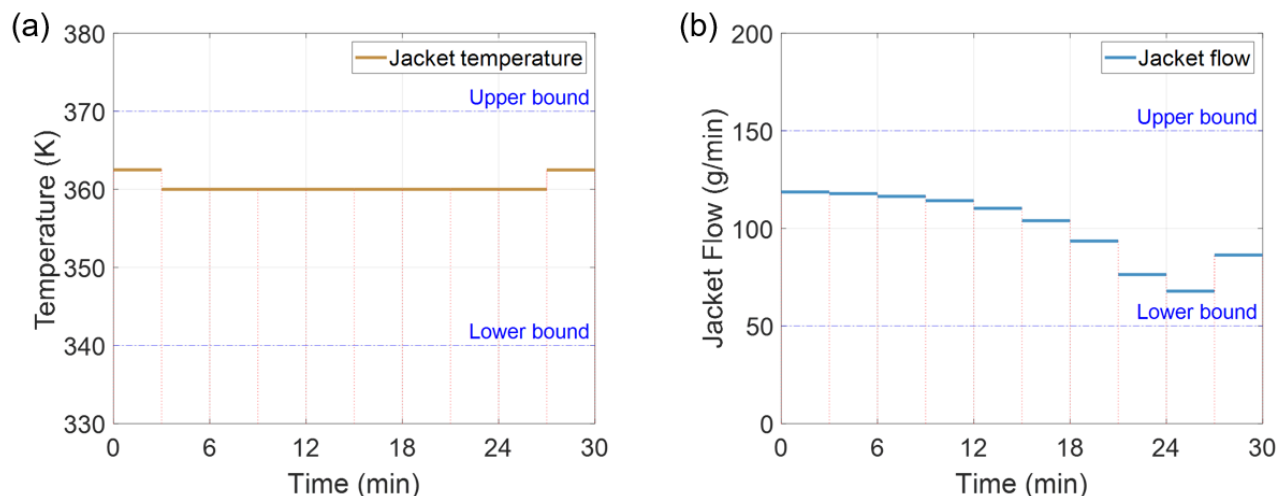 (a)
Temperature (K)
380
370
360
350
340
330
Jacket temperature
Upper bound
Lower bound
0 6 12 18 24 30
Time (min)
(b)
Jacket Flow (g/min)
200
150
100
50
0
Jacket flow
Upper bound
Lower bound
0 6 12 18 24 30
Time (min)